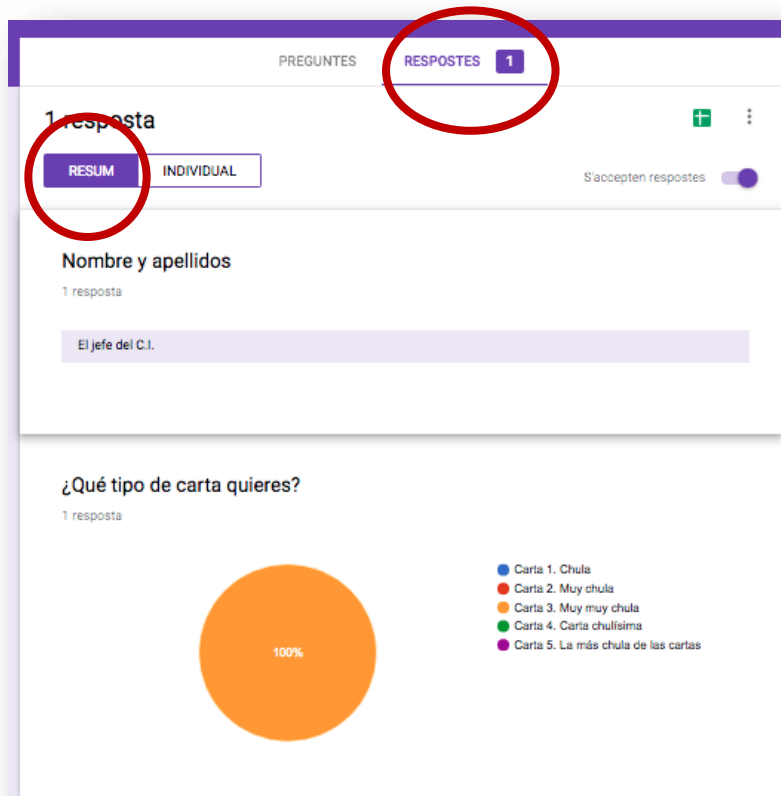 PREGUNTES RESPOSTES 1
1 resposta
RESUM INDIVIDUAL S'accepten respostes
Nombre y apellidos
1 resposta
El jefe del C.I.
¿Qué tipo de carta quieres?
1 resposta
100%
Carta 1. Chula
Carta 2. Muy chula
Carta 3. Muy muy chula
Carta 4. Carta chulísima
Carta 5. La más chula de las cartas